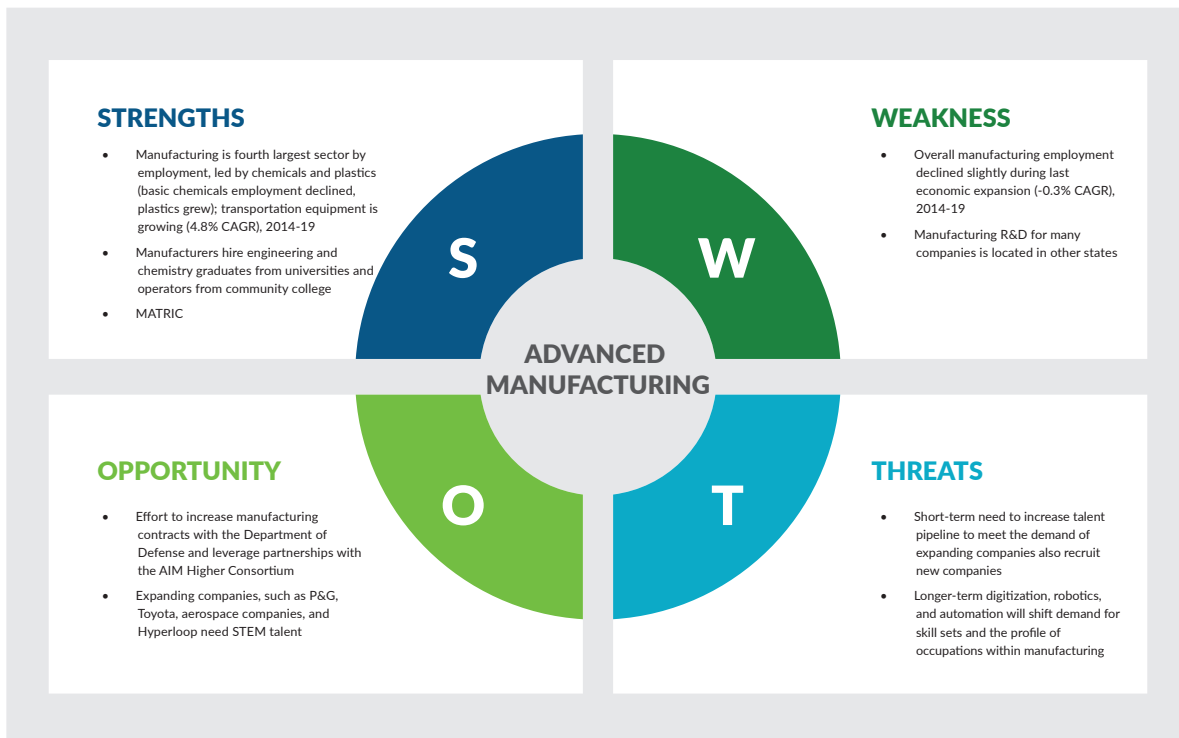 STRENGTHS
• Manufacturing is fourth largest sector by
employment, led by chemicals and plastics
(basic chemicals employment declined,
plastics grew); transportation equipment is
growing (4.8% CAGR), 2014-19
• Manufacturers hire engineering and
chemistry graduates from universities and
operators from community college
• MATRIC
S
WEAKNESS
• Overall manufacturing employment
declined slightly during last
economic expansion (-0.3% CAGR),
2014-19
• Manufacturing R&D for many
companies is located in other states
W
ADVANCED
MANUFACTURING
OPPORTUNITY
• Effort to increase manufacturing
contracts with the Department of
Defense and leverage partnerships with
the AIM Higher Consortium
• Expanding companies, such as P&G,
Toyota, aerospace companies, and
Hyperloop need STEM talent
O
THREATS
• Short-term need to increase talent
pipeline to meet the demand of
expanding companies also recruit
new companies
• Longer-term digitization, robotics,
and automation will shift demand for
skill sets and the profile of
occupations within manufacturing
T